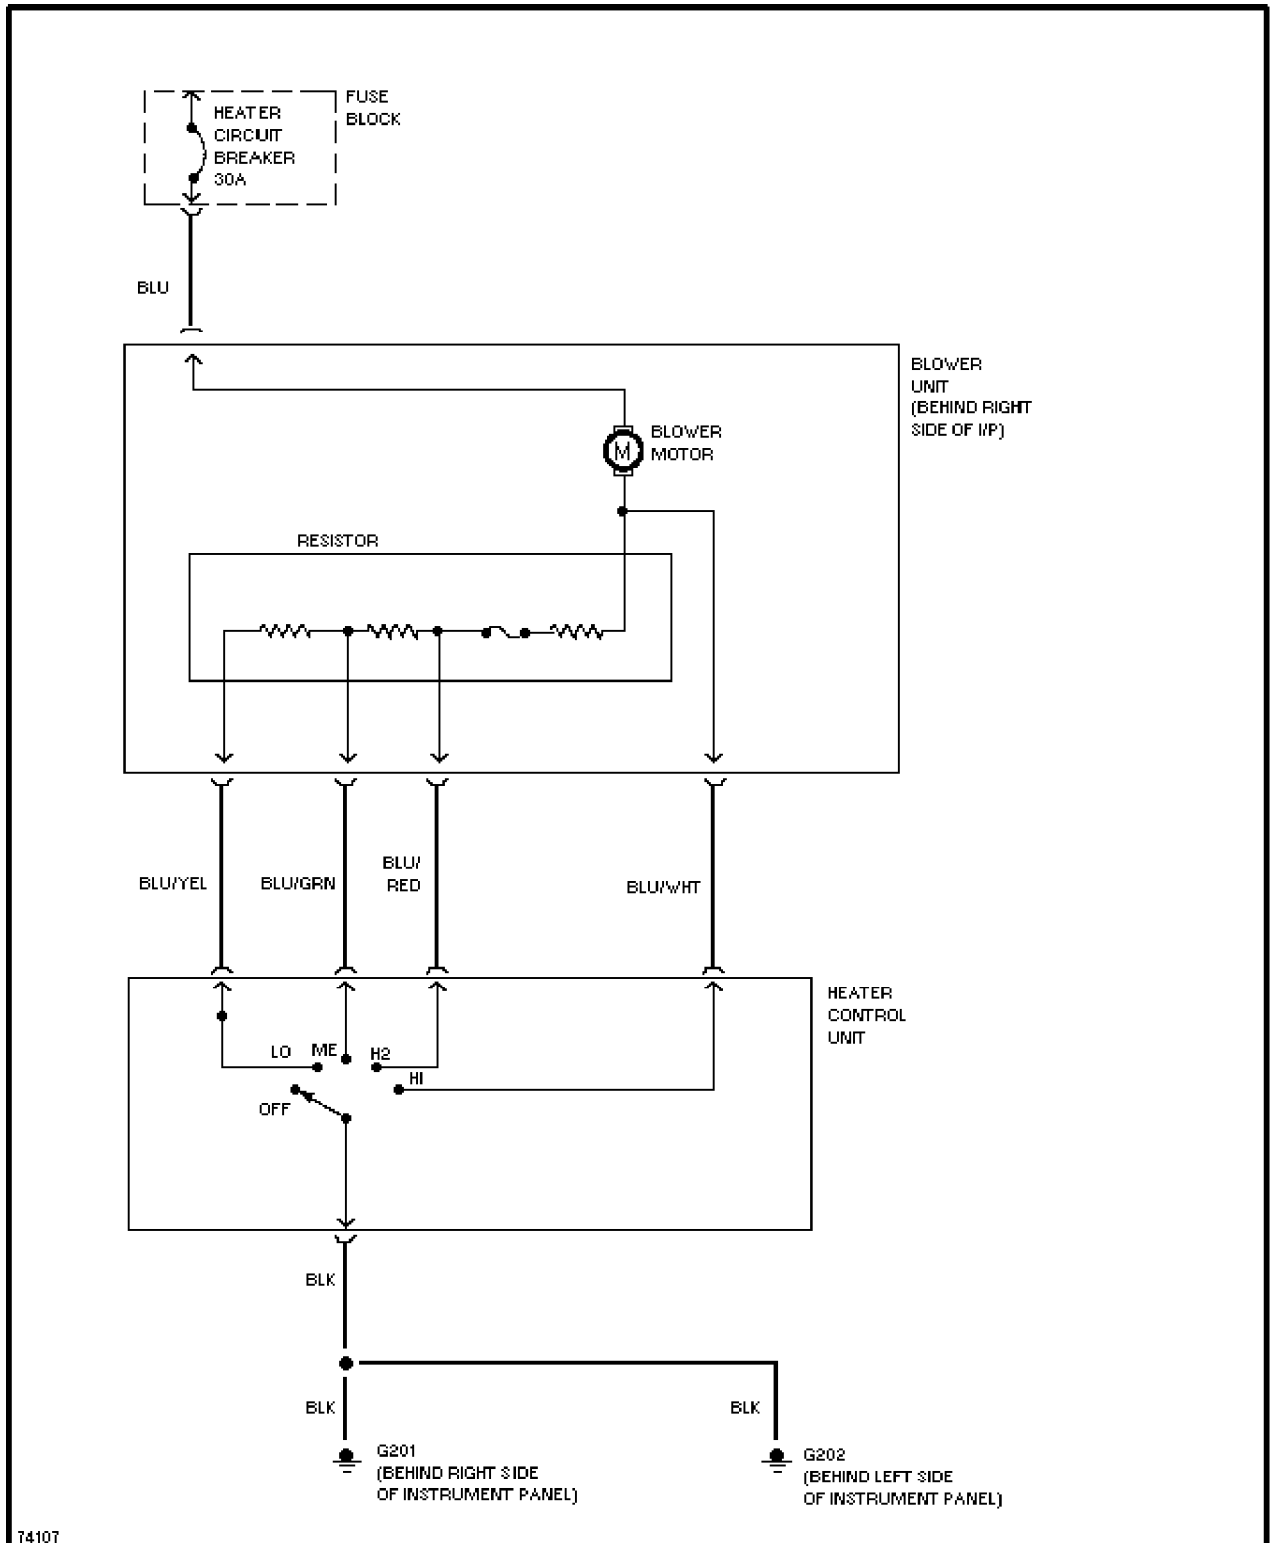 FUSE
BLOCK
HEATER
CIRCUIT
BREAKER
30A
BLU
BLOWER
UNIT
(BEHIND RIGHT
SIDE OF I/P)
BLOWER
MOTOR
M
RESISTOR
BLU/YEL
BLU/GRN
BLU/
RED
BLU/WHT
HEATER
CONTROL
UNIT
LO
ME
H2
HI
OFF
BLK
BLK
BLK
G201
(BEHIND RIGHT SIDE
OF INSTRUMENT PANEL)
G202
(BEHIND LEFT SIDE
OF INSTRUMENT PANEL)
74107